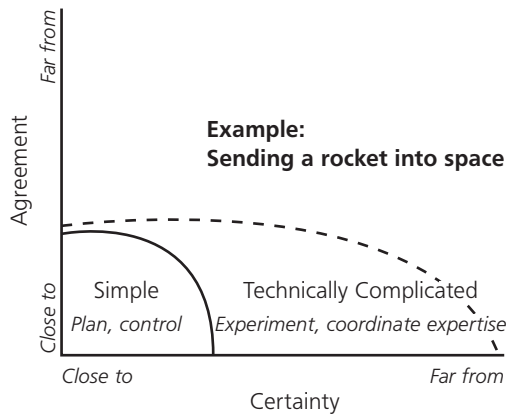 Far from
Agreement
Close to
Example:
Sending a rocket into space
Simple
Plan, control
Technically Complicated
Experiment, coordinate expertise
Close to
Far from
Certainty